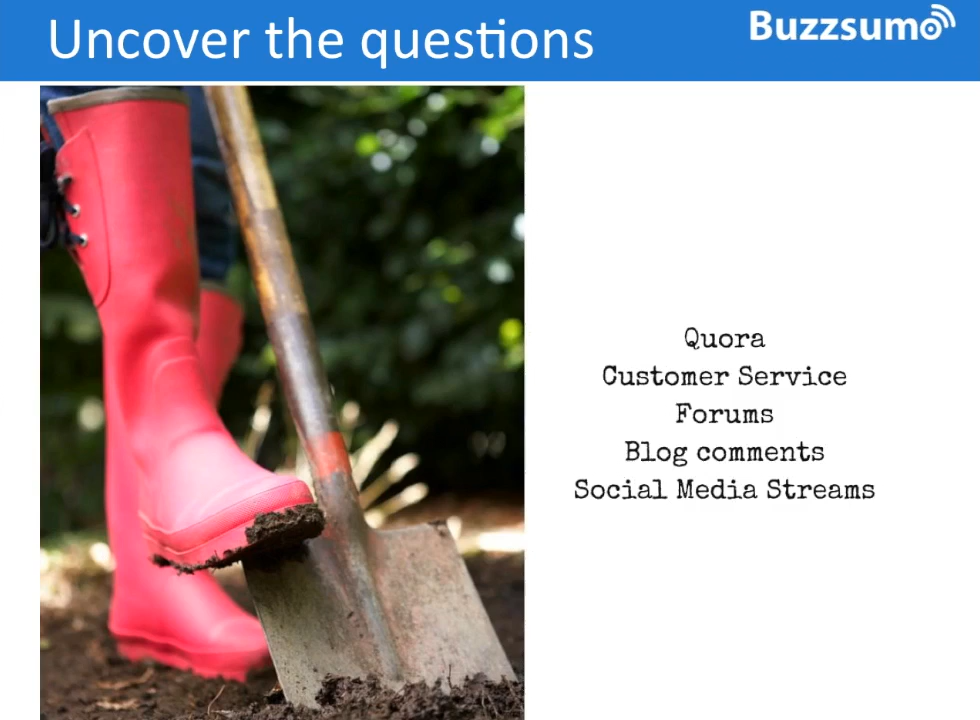 Uncover the questions
Buzzsumo
Quora
Customer Service
Forums
Blog comments
Social Media Streams